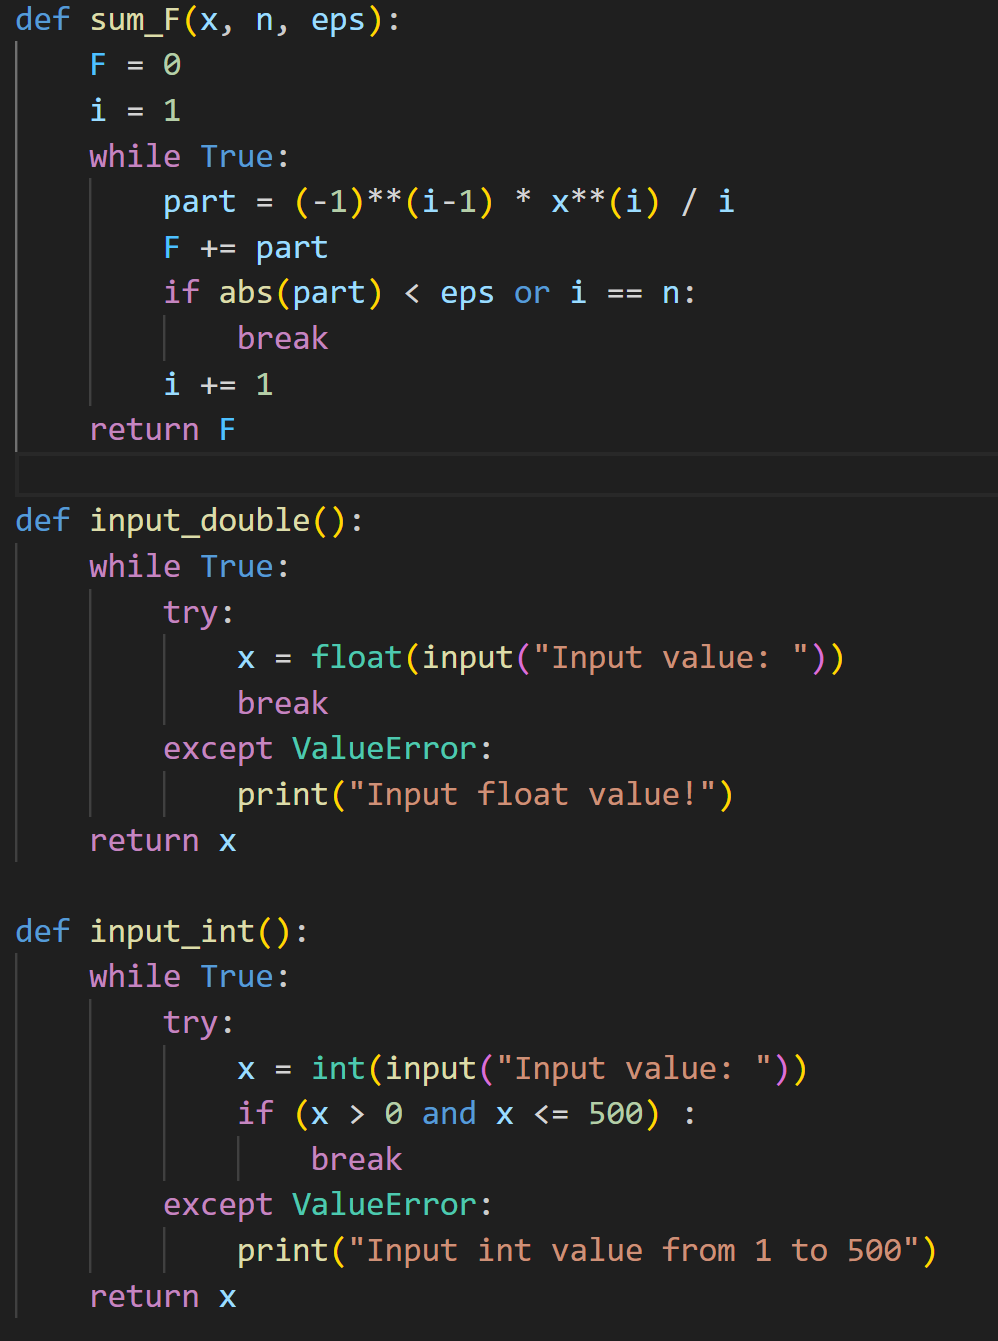 def sum_F(x, n, eps):
    F = 0
    i = 1
    while True:
        part = (-1)**(i-1) * x**(i) / i
        F += part
        if abs(part) < eps or i == n:
            break
        i += 1
    return F

def input_double():
    while True:
        try:
            x = float(input("Input value: "))
            break
        except ValueError:
            print("Input float value!")
    return x

def input_int():
    while True:
        try:
            x = int(input("Input value: "))
            if (x > 0 and x <= 500) :
                break
        except ValueError:
            print("Input int value from 1 to 500")
    return x